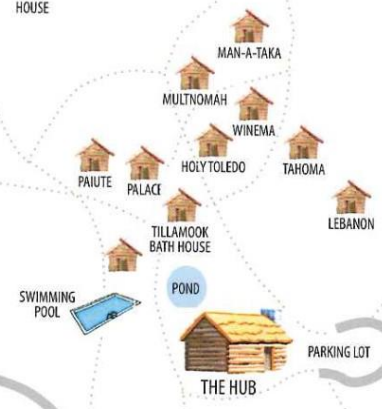 HOUSE
MAN-A-TAKA
MULTNOMAH
WINEMA
HOLY TOLEDO
TAHOMA
PAIUTE
PALACE
LEBANON
TILLAMOOK
BATH HOUSE
POND
SWIMMING
POOL
PARKING LOT
THE HUB